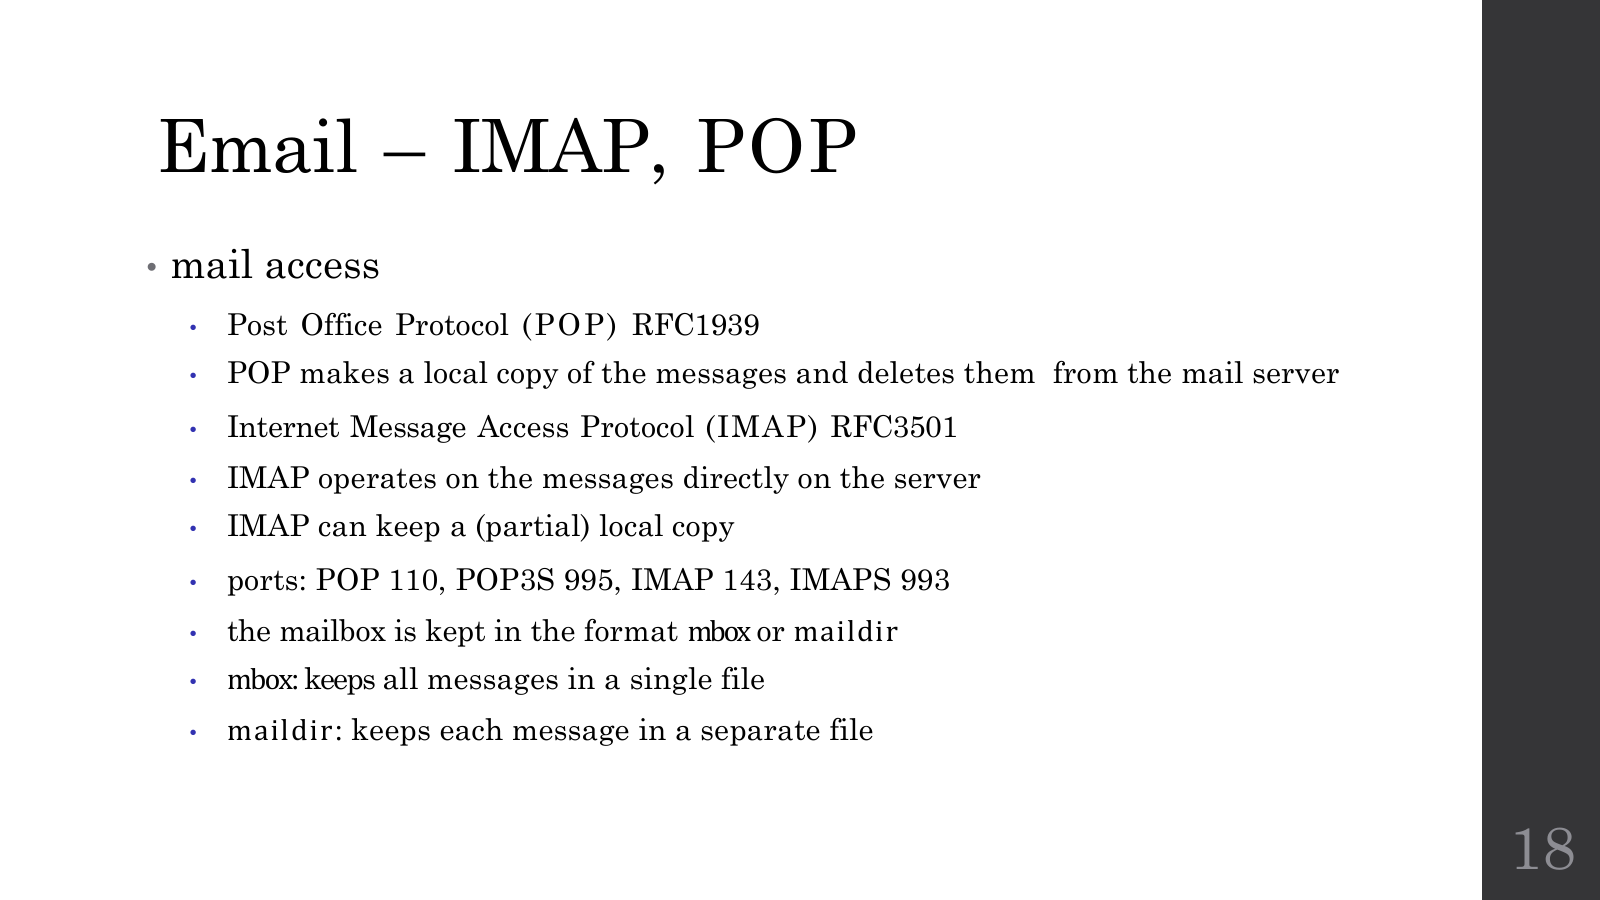 Email – IMAP, POP
• mail access
• Post Office Protocol (POP) RFC1939
• POP makes a local copy of the messages and deletes them from the mail server
• Internet Message Access Protocol (IMAP) RFC3501
• IMAP operates on the messages directly on the server
• IMAP can keep a (partial) local copy
• ports: POP 110, POP3S 995, IMAP 143, IMAPS 993
• the mailbox is kept in the format mbox or maildir
• mbox: keeps all messages in a single file
• maildir: keeps each message in a separate file
18